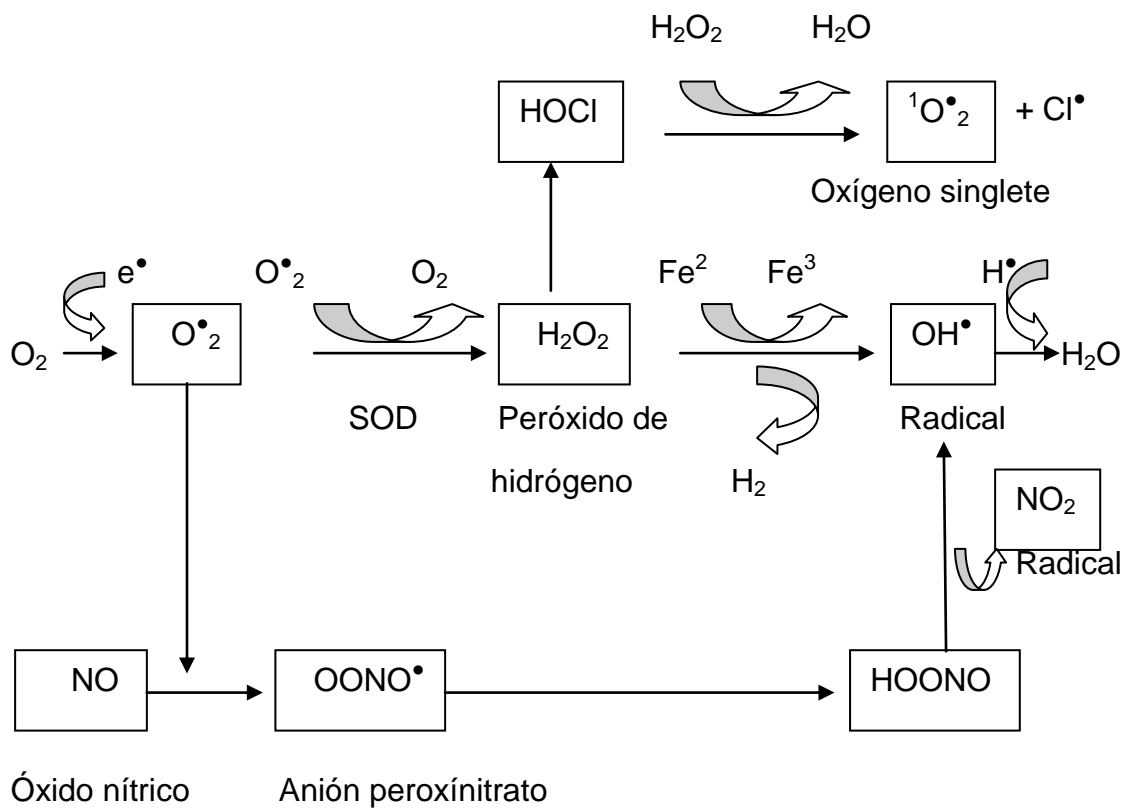 H₂O₂ H₂O
HOCl ¹O•₂ + Cl•
Oxígeno singlete
e• O•₂ O₂ Fe² Fe³ H•
O₂ O•₂ H₂O₂ OH• H₂O
SOD Peróxido de Radical
hidrógeno H₂
NO₂
Radical
NO OONO• HOONO
Óxido nítrico Anión peroxínitrato